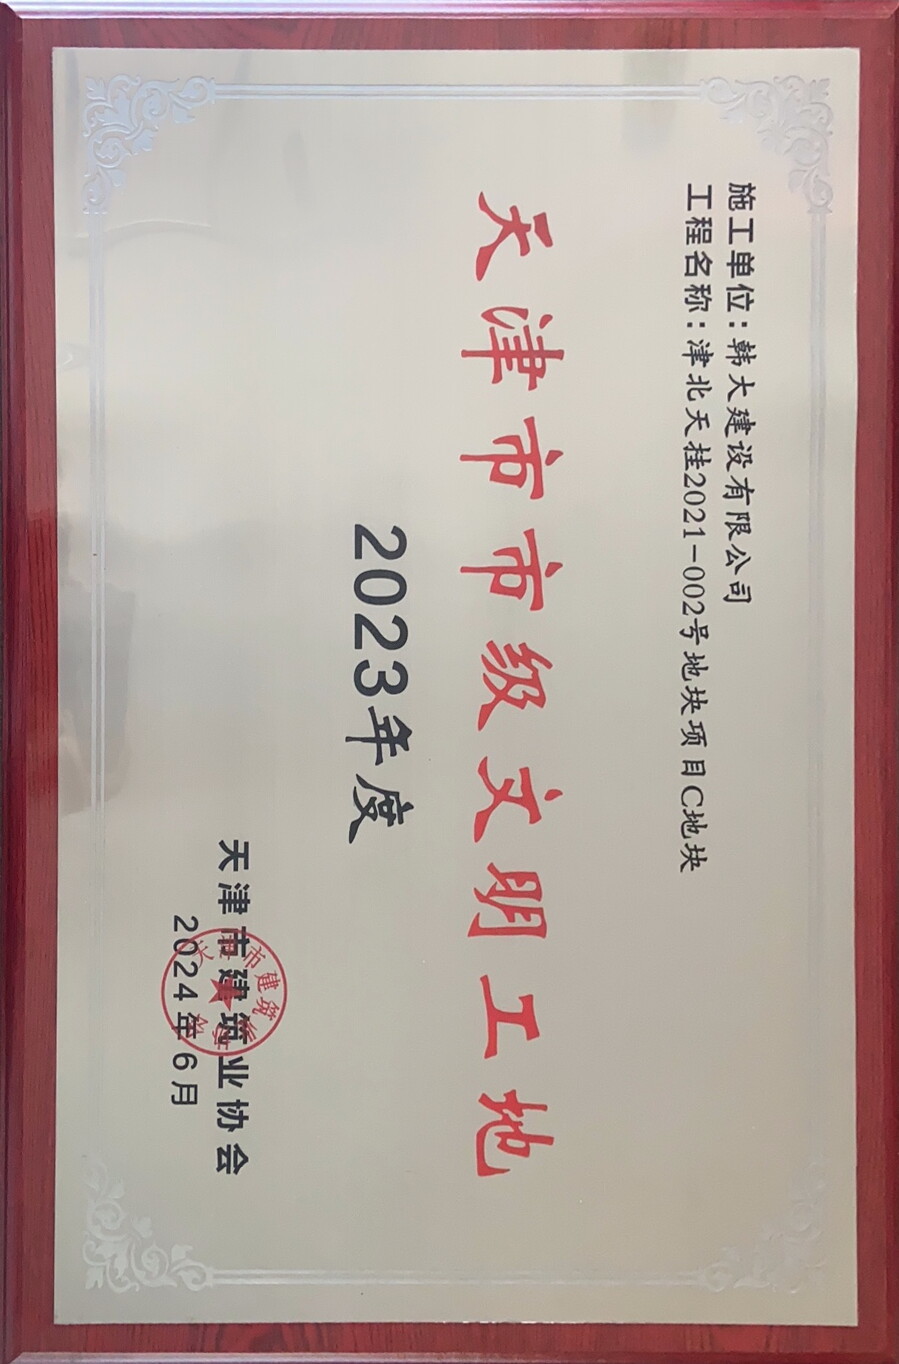 施工单位:韩大建设有限公司
工程名称:津北天挂2021-002号地块项目C地块
天津市市级文明工地
2023年度
天津市建筑业协会
2024年6月